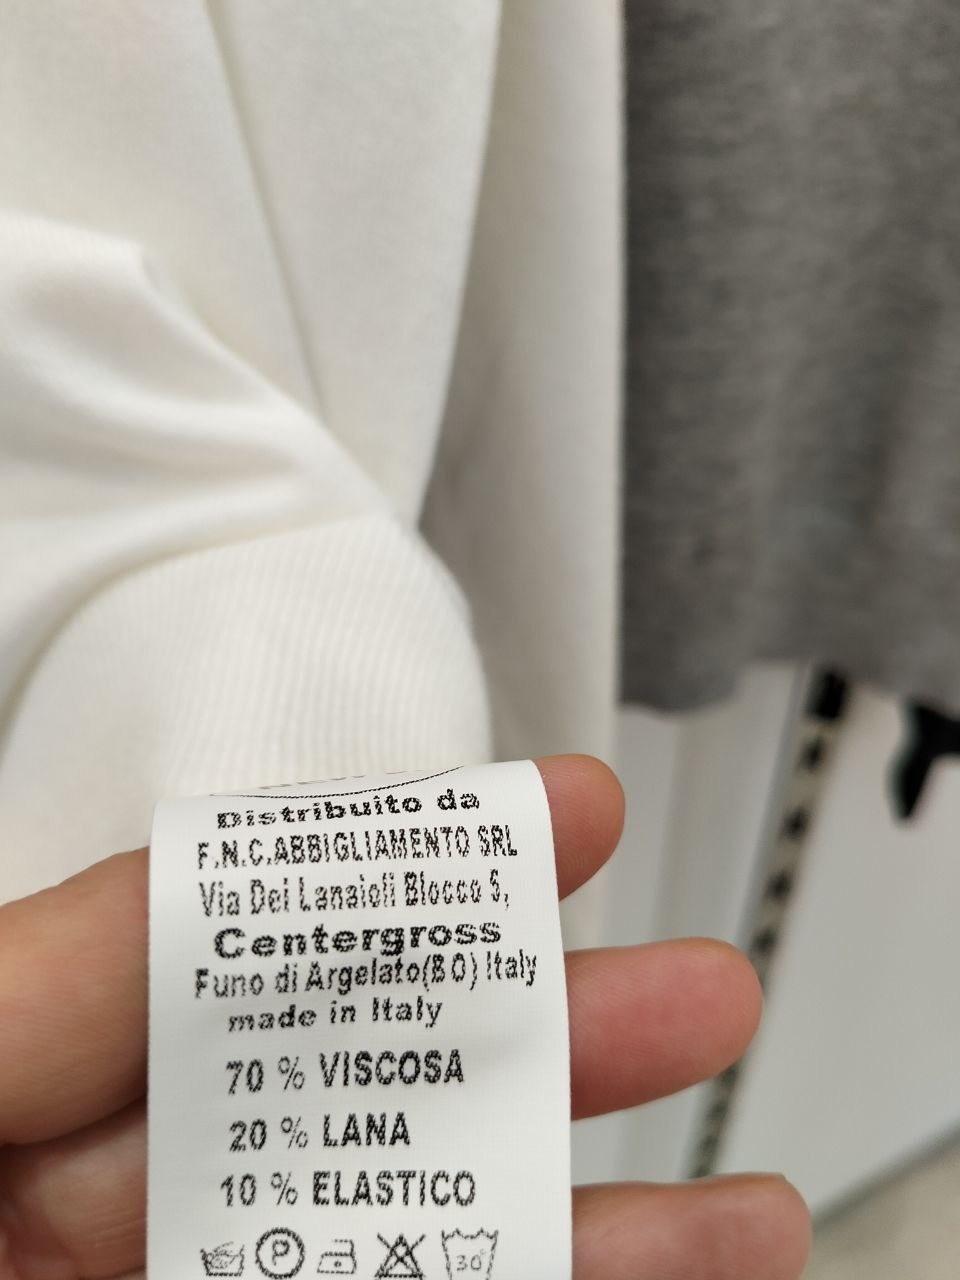 Distribuito da
F.N.C.ABBIGLIAMENTO SRL
Via Dei Lanaioli Blocco 5,
Centergross
Funo di Argelato(BO) Italy
made in Italy
70 % VISCOSA
20 % LANA
10 % ELASTICO
P 30°